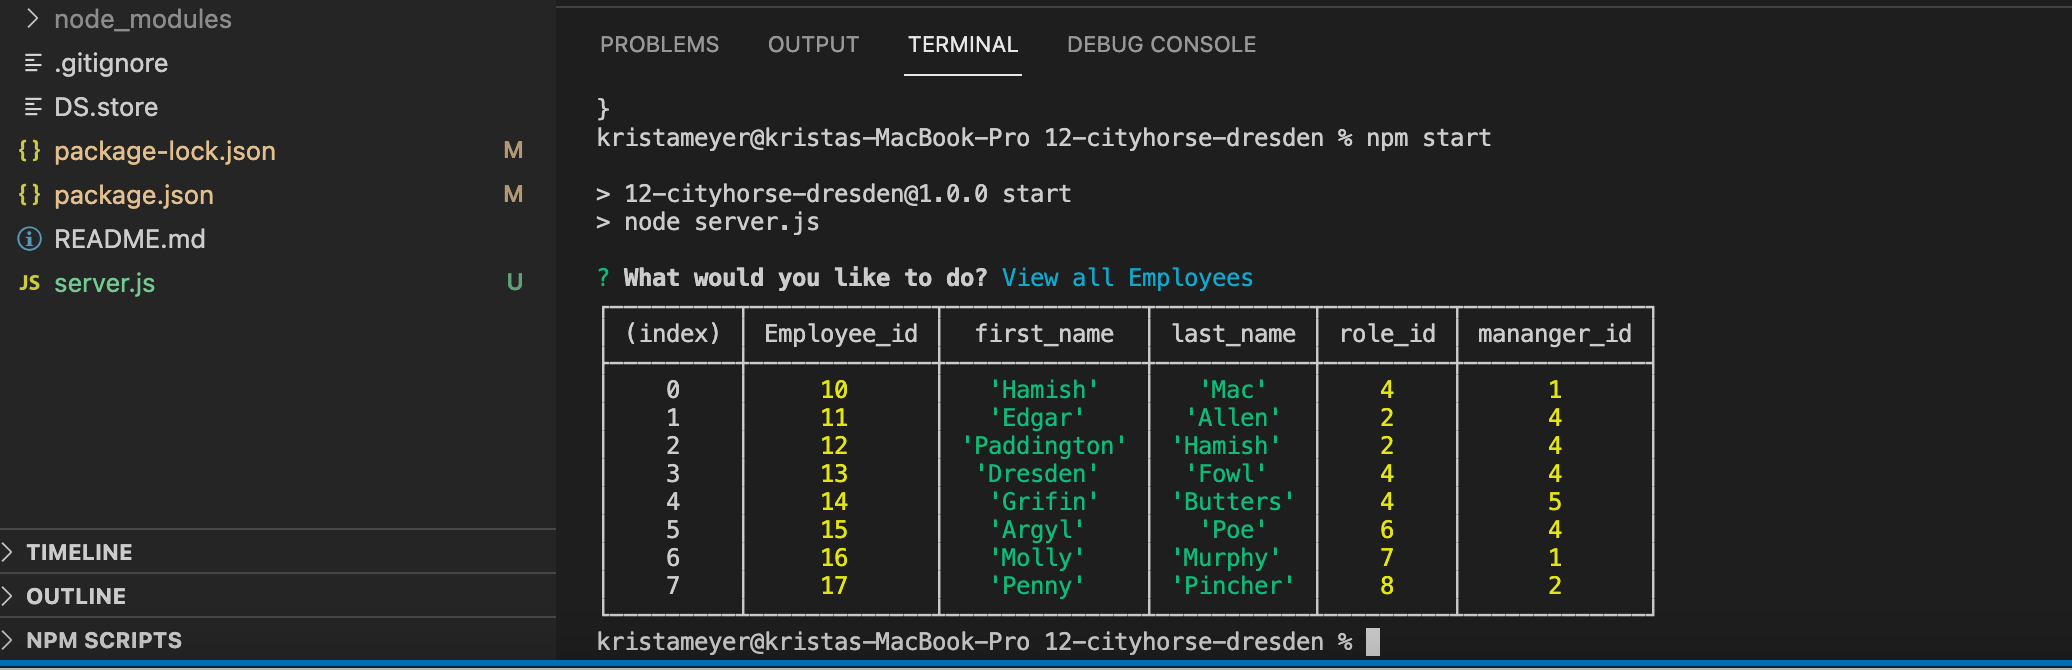 node_modules
.gitignore
DS.store
{} package-lock.json M
{} package.json M
README.md
JS server.js U
TIMELINE
OUTLINE
NPM SCRIPTS
PROBLEMS OUTPUT TERMINAL DEBUG CONSOLE
}
kristameyer@kristas-MacBook-Pro 12-cityhorse-dresden % npm start
> 12-cityhorse-dresden@1.0.0 start
> node server.js
? What would you like to do? View all Employees
(index) Employee_id first_name last_name role_id mananger_id
0 10 'Hamish' 'Mac' 4 1
1 11 'Edgar' 'Allen' 2 4
2 12 'Paddington' 'Hamish' 2 4
3 13 'Dresden' 'Fowl' 4 4
4 14 'Grifin' 'Butters' 4 5
5 15 'Argyl' 'Poe' 6 4
6 16 'Molly' 'Murphy' 7 1
7 17 'Penny' 'Pincher' 8 2
kristameyer@kristas-MacBook-Pro 12-cityhorse-dresden %